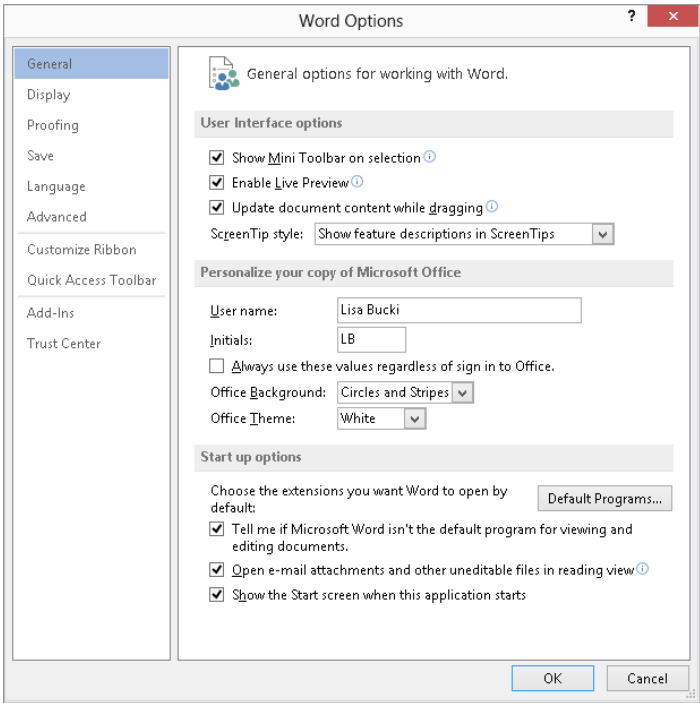 Word Options
? ×
General
Display
Proofing
Save
Language
Advanced
Customize Ribbon
Quick Access Toolbar
Add-Ins
Trust Center
General options for working with Word.
User Interface options
Show Mini Toolbar on selection
Enable Live Preview
Update document content while dragging
ScreenTip style: Show feature descriptions in ScreenTips
Personalize your copy of Microsoft Office
User name: Lisa Bucki
Initials: LB
Always use these values regardless of sign in to Office.
Office Background: Circles and Stripes
Office Theme: White
Start up options
Choose the extensions you want Word to open by
default:
Default Programs...
Tell me if Microsoft Word isn't the default program for viewing and
editing documents.
Open e-mail attachments and other uneditable files in reading view
Show the Start screen when this application starts
OK Cancel